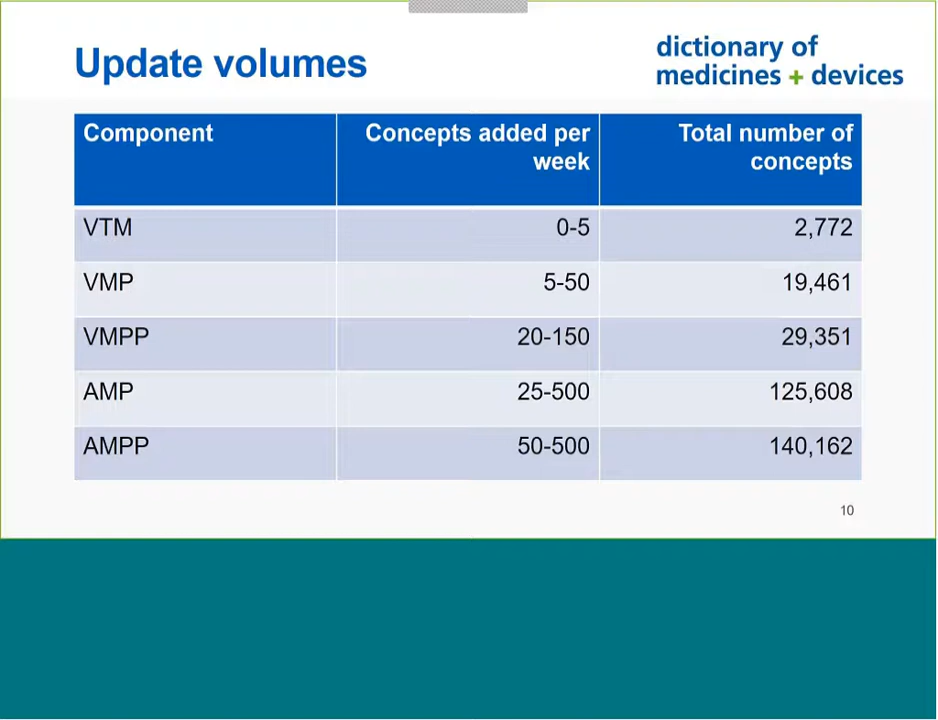 Update volumes
dictionary of
medicines + devices
Component
Concepts added per
week
Total number of
concepts
VTM 0-5 2,772
VMP 5-50 19,461
VMPP 20-150 29,351
AMP 25-500 125,608
AMPP 50-500 140,162
10